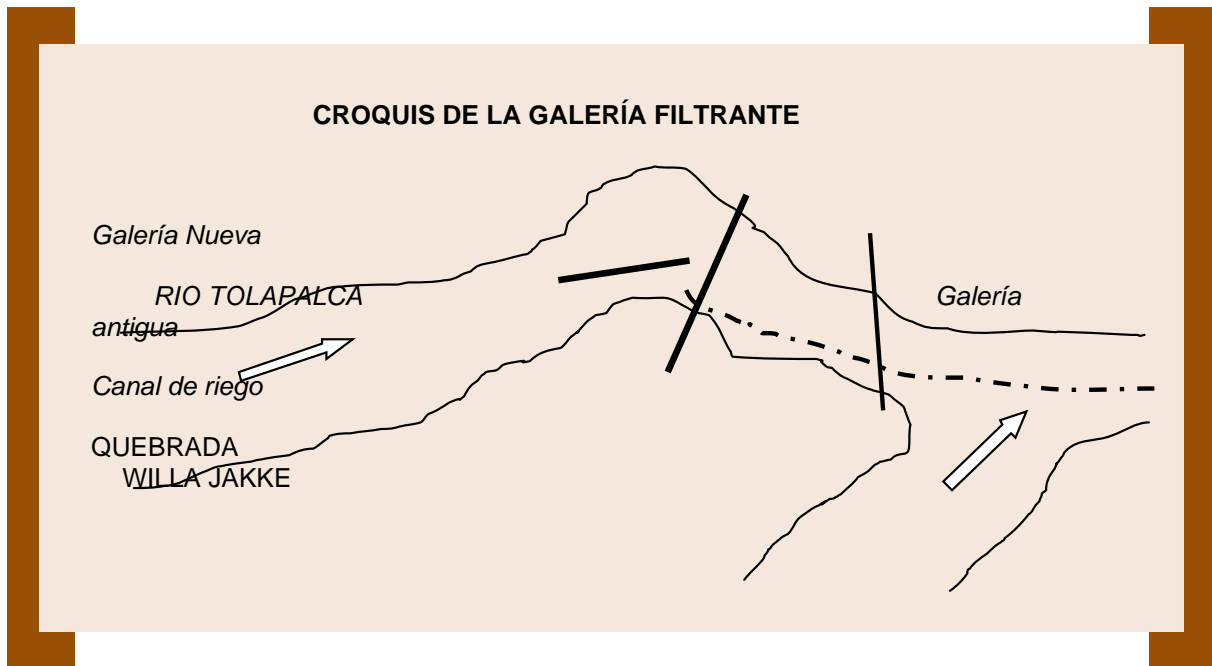 CROQUIS DE LA GALERÍA FILTRANTE
Galería Nueva
RIO TOLAPALCA Galería
antigua
Canal de riego
QUEBRADA
WILLA JAKKE